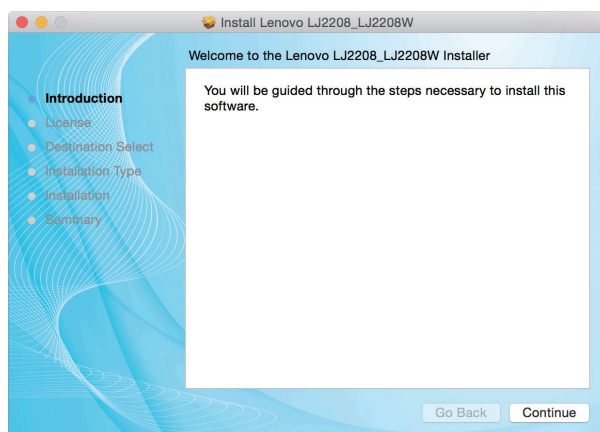 Install Lenovo LJ2208_LJ2208W
Welcome to the Lenovo LJ2208_LJ2208W Installer
Introduction
License
Destination Select
Installation Type
Installation
Summary
You will be guided through the steps necessary to install this
software.
Go Back
Continue